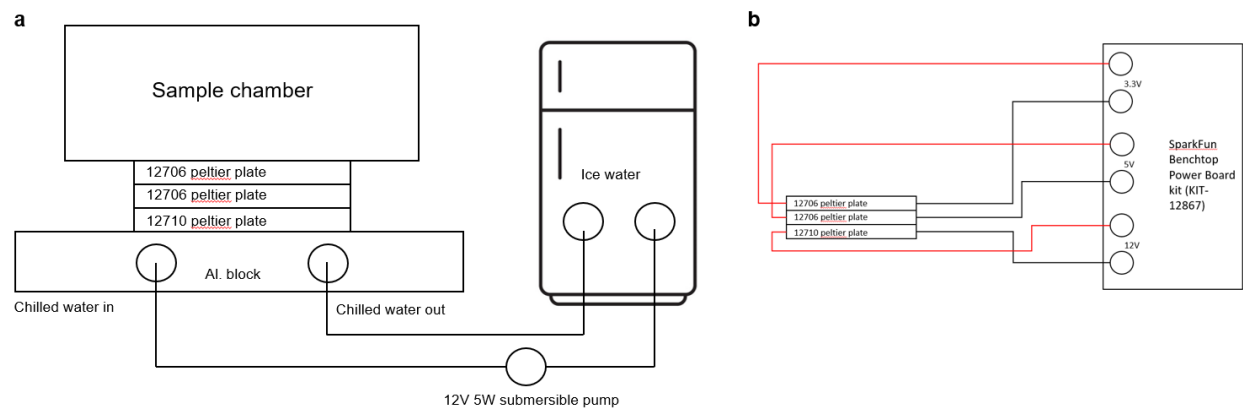 a
Sample chamber
12706 peltier plate
12706 peltier plate
12710 peltier plate
Al. block
Chilled water in
Chilled water out
Ice water
12V 5W submersible pump
b
3.3V
5V
12V
12706 peltier plate
12706 peltier plate
12710 peltier plate
SparkFun
Benchtop
Power Board
kit (KIT-
12867)